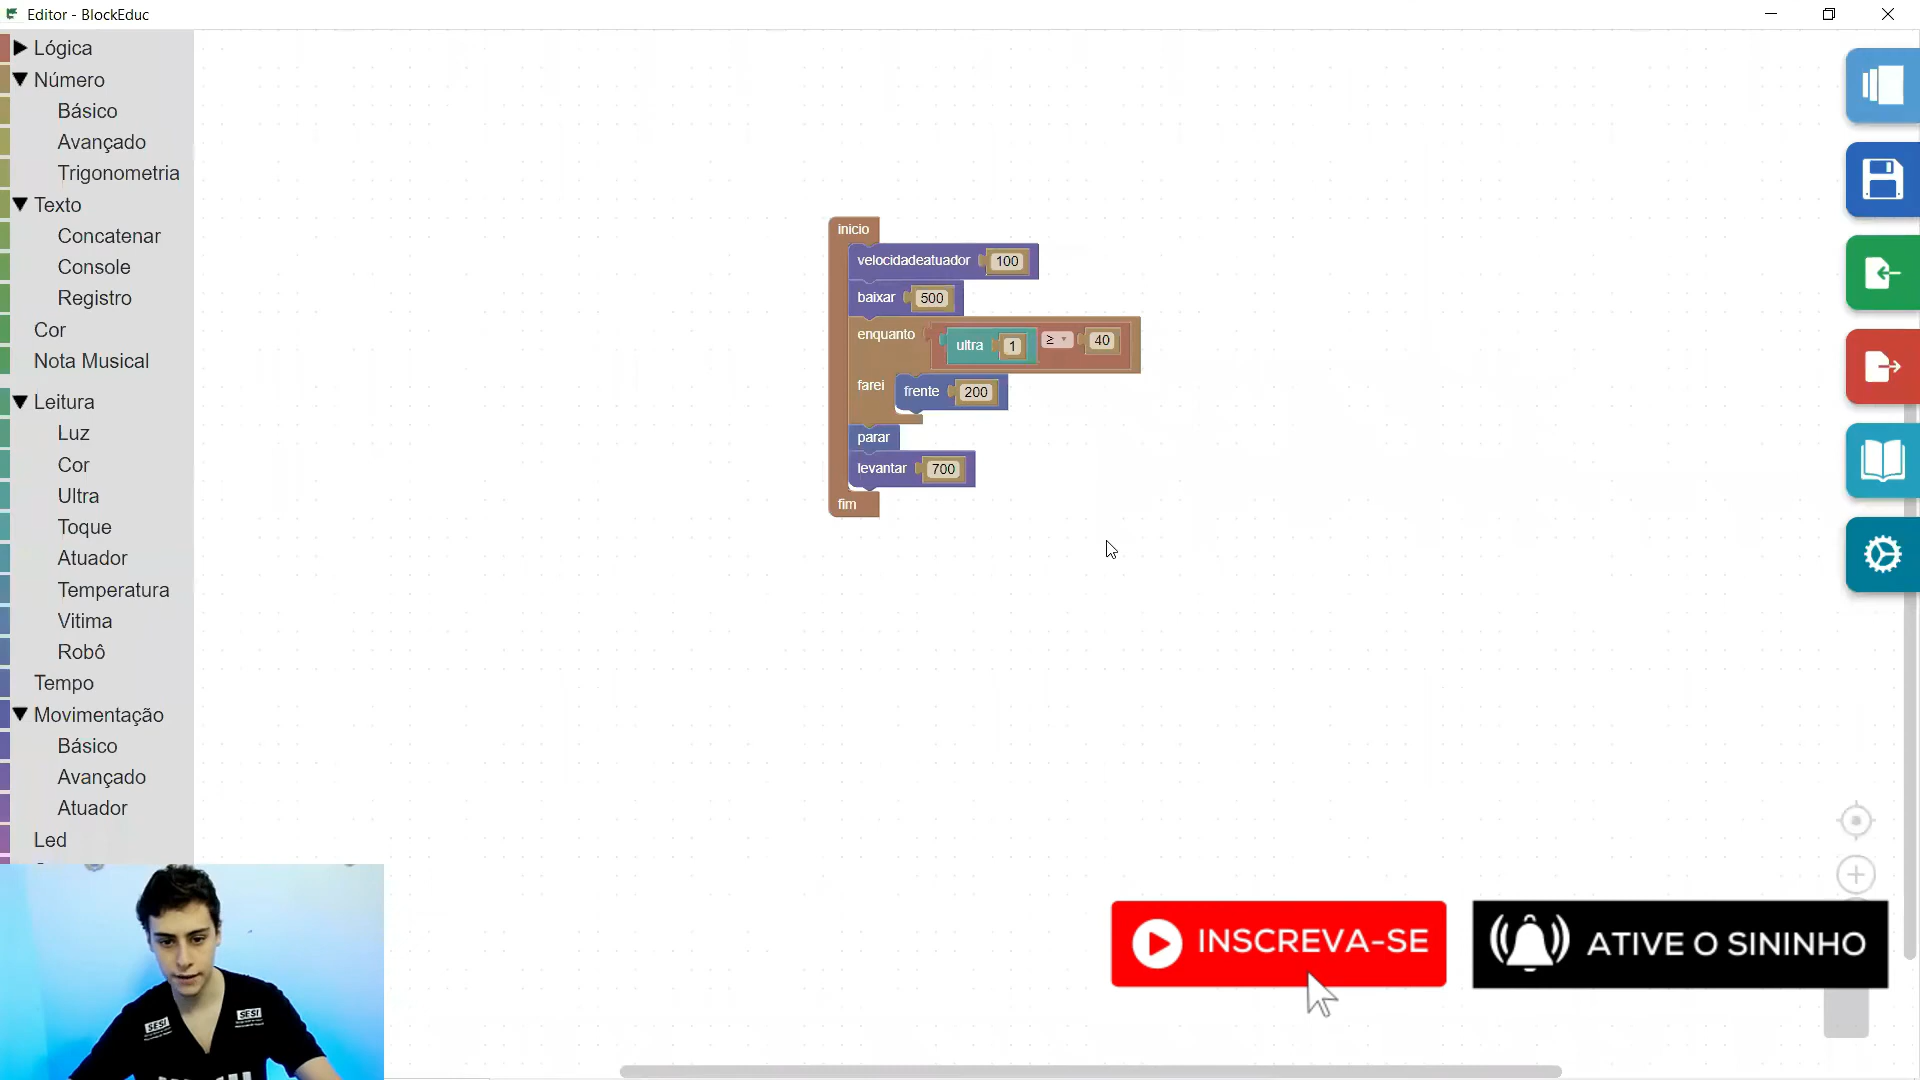 Editor - BlockEduc
Lógica
Número
Básico
Avançado
Trigonometria
Texto
Concatenar
Console
Registro
Cor
Nota Musical
Leitura
Luz
Cor
Ultra
Toque
Atuador
Temperatura
Vitima
Robô
Tempo
Movimentação
Básico
Avançado
Atuador
Led
inicio
velocidadeatuador 100
baixar 500
enquanto ultra 1 ≥ 40
farei frente 200
parar
levantar 700
fim
INSCREVA-SE
ATIVE O SININHO
SESI
SESI